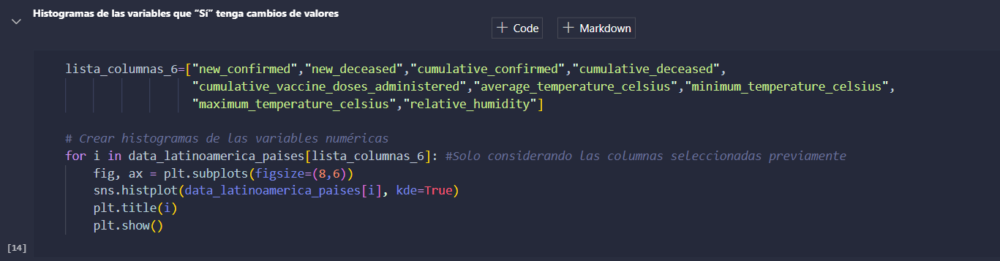 Histogramas de las variables que “Sí” tenga cambios de valores
+ Code + Markdown
lista_columnas_6=["new_confirmed","new_deceased","cumulative_confirmed","cumulative_deceased",
"cumulative_vaccine_doses_administered","average_temperature_celsius","minimum_temperature_celsius",
"maximum_temperature_celsius","relative_humidity"]
# Crear histogramas de las variables numéricas
for i in data_latinoamerica_paises[lista_columnas_6]: #Solo considerando las columnas seleccionadas previamente
fig, ax = plt.subplots(figsize=(8,6))
sns.histplot(data_latinoamerica_paises[i], kde=True)
plt.title(i)
plt.show()
[14]